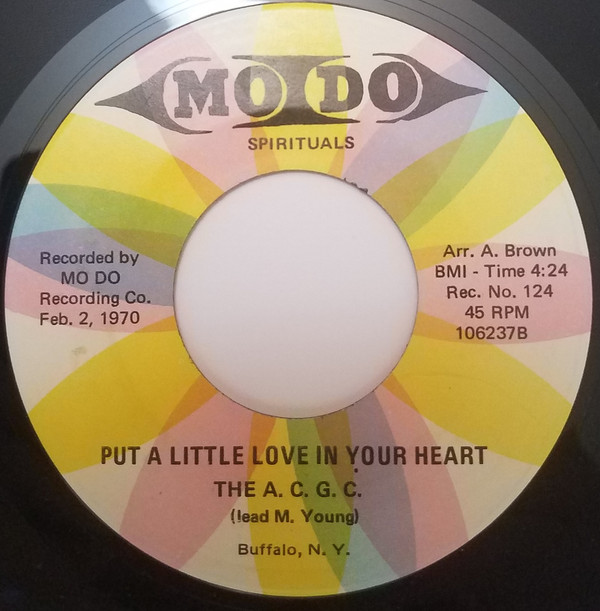 MO DO
SPIRITUALS
Recorded by
MO DO
Recording Co.
Feb. 2, 1970
Arr. A. Brown
BMI - Time 4:24
Rec. No. 124
45 RPM
106237B
PUT A LITTLE LOVE IN YOUR HEART
THE A. C. G. C.
(lead M. Young)
Buffalo, N. Y.